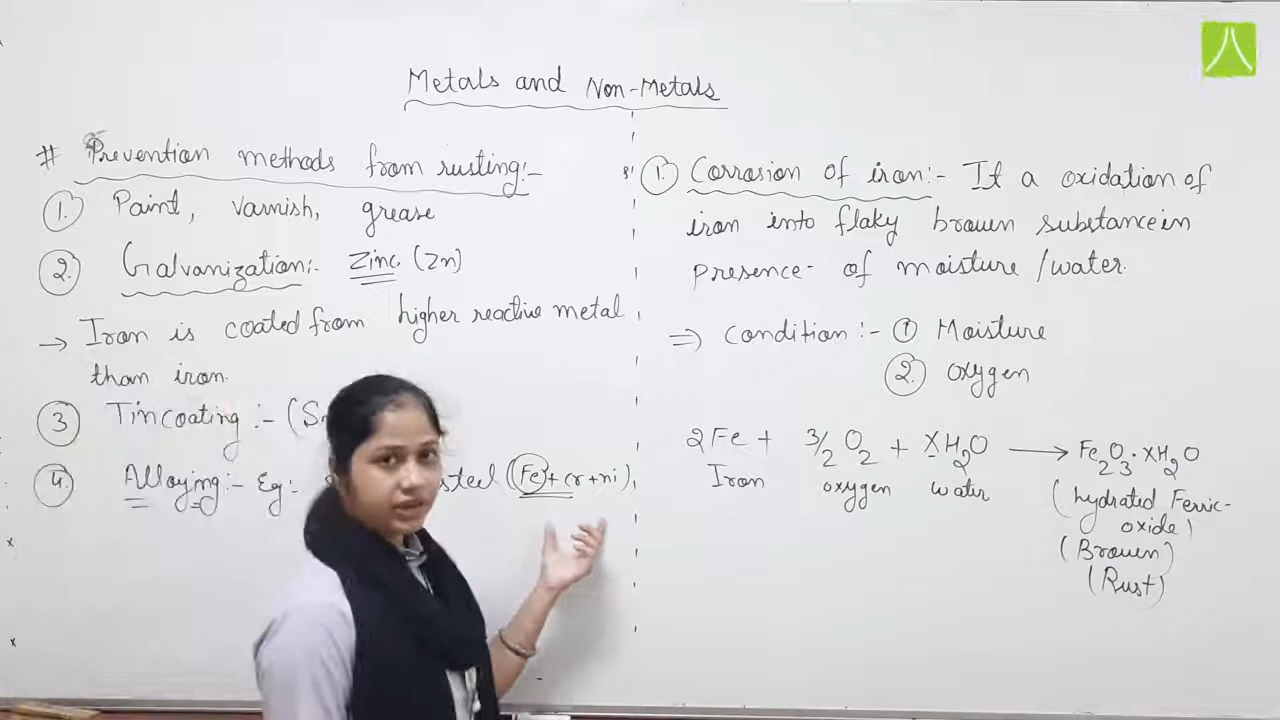 Metals and Non-Metals
# Prevention methods from rusting:-
1. Paint, varnish, grease
2. Galvanization:- Zinc. (Zn)
→ Iron is coated from higher reactive metal
than iron.
3 Tin coating :- (S
4. Alloying:- Eg:- steel (Fe + cr + ni)
1. Corrosion of iron:- It a oxidation of
iron into flaky brown substance in
presence- of moisture /water.
⇒ Condition :- 1 Moisture
2. oxygen
2Fe + 3/2 O2 + XH2O → Fe2O3.XH2O
Iron oxygen water
(hydrated Ferric-
oxide)
(Brown)
(Rust)